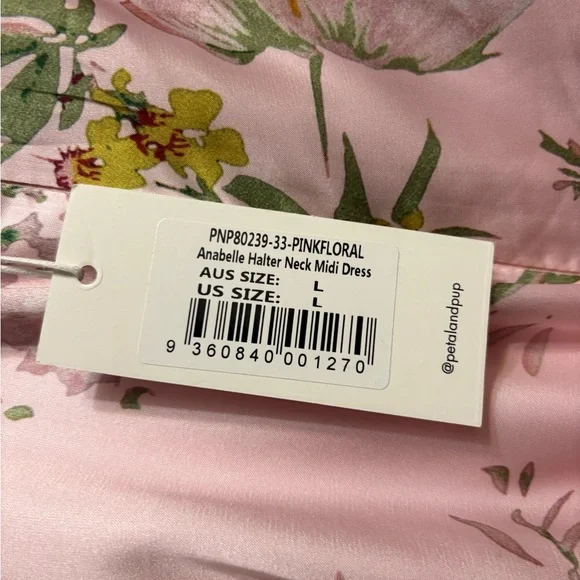 PNP80239-33-PINKFLORAL
Anabelle Halter Neck Midi Dress
AUS SIZE: L
US SIZE: L
9 360840 001270
@petalandpup